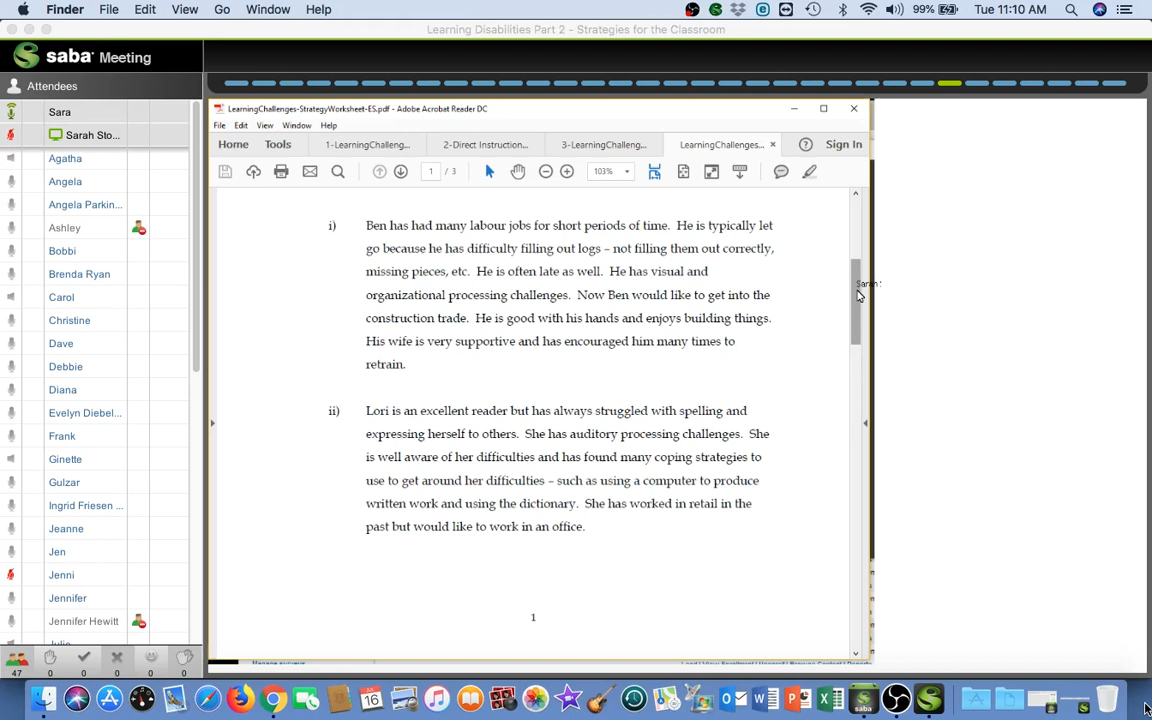 Finder File Edit View Go Window Help 99% Tue 11:10 AM
Learning Disabilities Part 2 - Strategies for the Classroom
saba Meeting
Attendees
Sara
Sarah Sto...
Agatha
Angela
Angela Parkin...
Ashley
Bobbi
Brenda Ryan
Carol
Christine
Dave
Debbie
Diana
Evelyn Diebel...
Frank
Ginette
Gulzar
Ingrid Friesen ...
Jeanne
Jen
Jenni
Jennifer
Jennifer Hewitt
47 0 0 0 0 0
LearningChallenges-StrategyWorksheet-ES.pdf - Adobe Acrobat Reader DC
File Edit View Window Help
Home Tools 1-LearningChalleng... 2-Direct Instruction... 3-LearningChalleng... LearningChallenges... × ? Sign In
1 / 3 103%
i) Ben has had many labour jobs for short periods of time. He is typically let
go because he has difficulty filling out logs – not filling them out correctly,
missing pieces, etc. He is often late as well. He has visual and
organizational processing challenges. Now Ben would like to get into the
construction trade. He is good with his hands and enjoys building things.
His wife is very supportive and has encouraged him many times to
retrain.
ii) Lori is an excellent reader but has always struggled with spelling and
expressing herself to others. She has auditory processing challenges. She
is well aware of her difficulties and has found many coping strategies to
use to get around her difficulties – such as using a computer to produce
written work and using the dictionary. She has worked in retail in the
past but would like to work in an office.
1
Sarah
16
saba